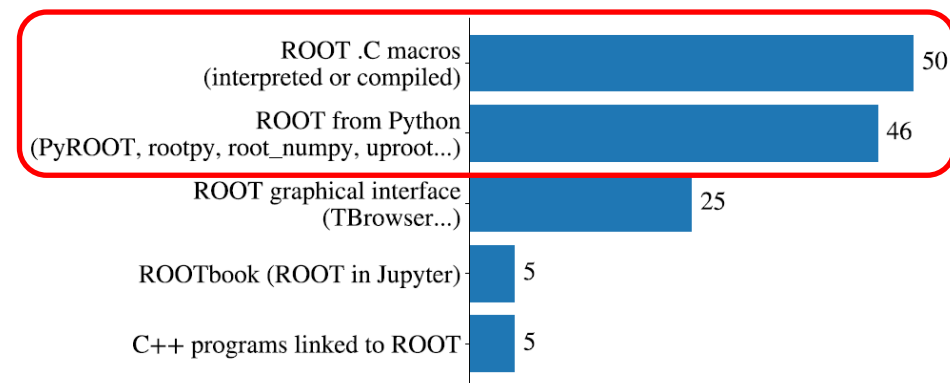 ROOT .C macros
(interpreted or compiled)
50
ROOT from Python
(PyROOT, rootpy, root_numpy, uproot...)
46
ROOT graphical interface
(TBrowser...)
25
ROOTbook (ROOT in Jupyter)
5
C++ programs linked to ROOT
5